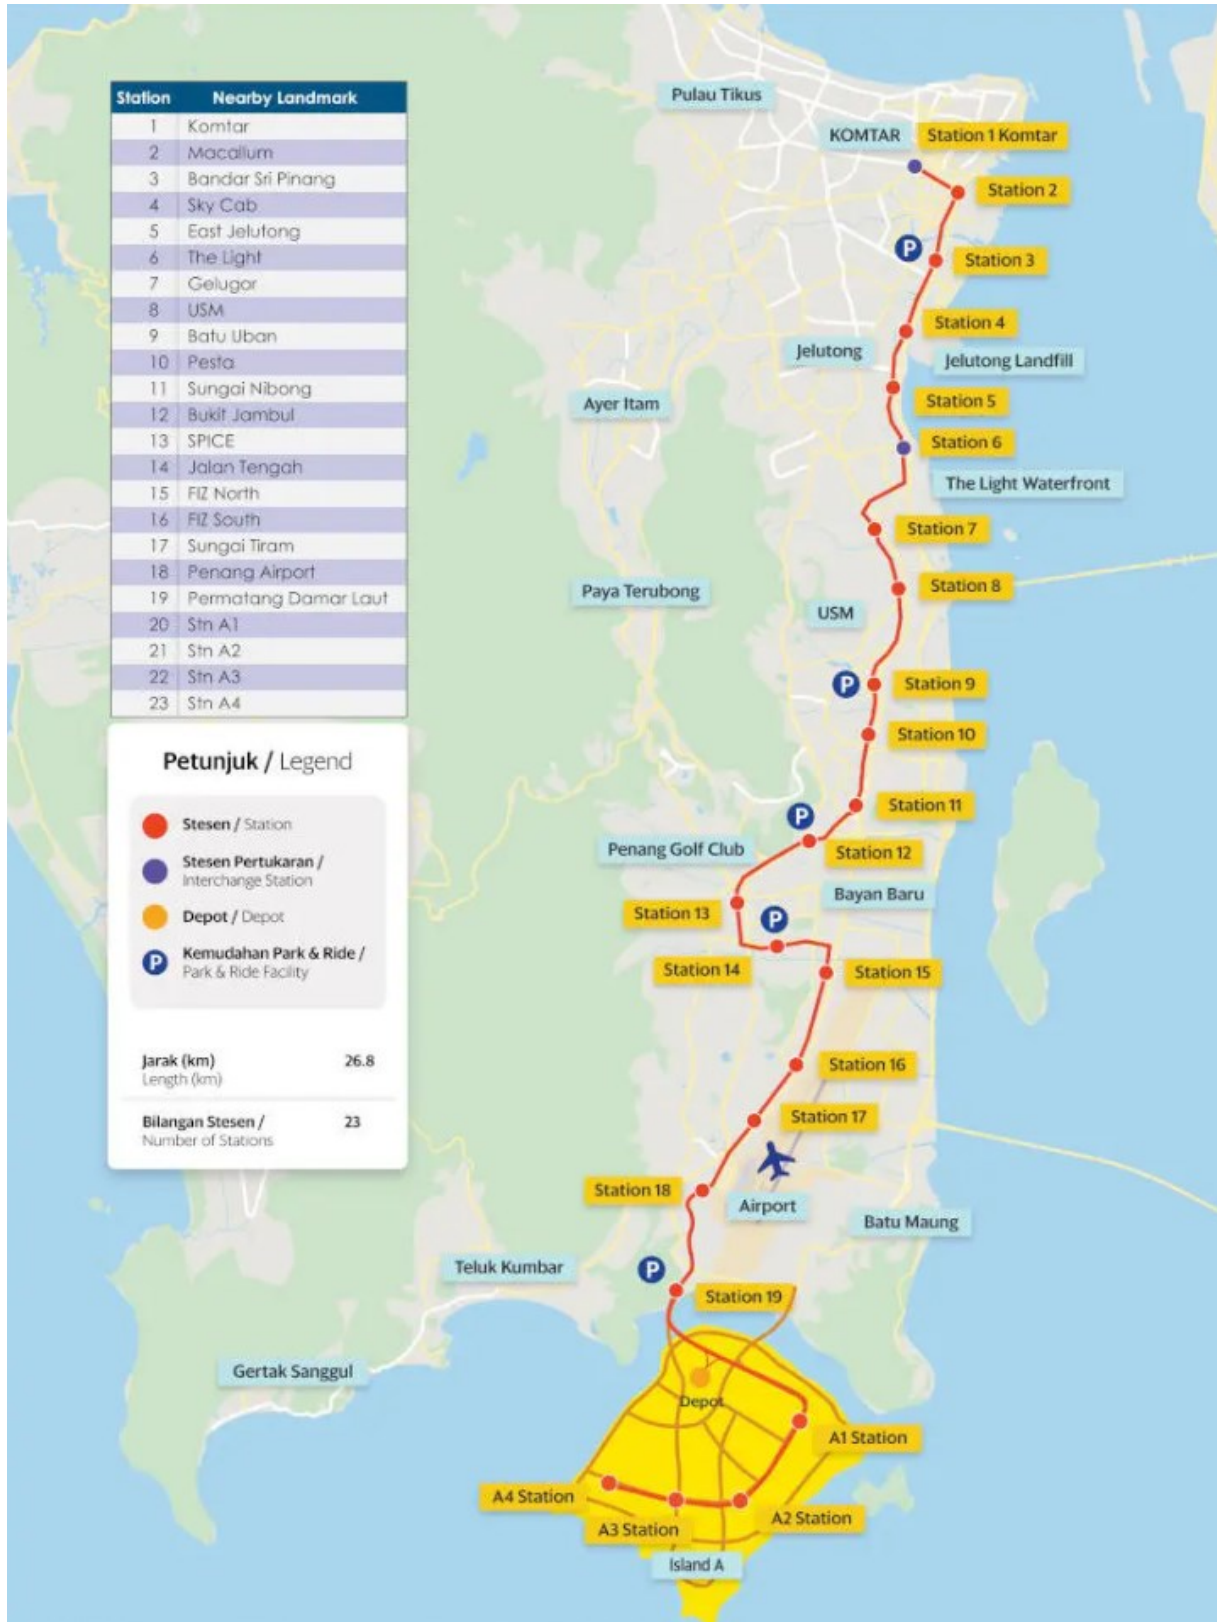 Station Nearby Landmark
1 Komtar
2 Macallum
3 Bandar Sri Pinang
4 Sky Cab
5 East Jelutong
6 The Light
7 Gelugor
8 USM
9 Batu Uban
10 Pesta
11 Sungai Nibong
12 Bukit Jambul
13 SPICE
14 Jalan Tengah
15 FIZ North
16 FIZ South
17 Sungai Tiram
18 Penang Airport
19 Permatang Damar Laut
20 Stn A1
21 Stn A2
22 Stn A3
23 Stn A4
Petunjuk / Legend
Stesen / Station
Stesen Pertukaran /
Interchange Station
Depot / Depot
P
Kemudahan Park & Ride /
Park & Ride Facility
Jarak (km) 26.8
Length (km)
Bilangan Stesen / 23
Number of Stations
Pulau Tikus
KOMTAR
Station 1 Komtar
Station 2
P
Station 3
Station 4
Jelutong
Jelutong Landfill
Station 5
Ayer Itam
Station 6
The Light Waterfront
Station 7
Station 8
Paya Terubong
USM
P
Station 9
Station 10
Station 11
P
Penang Golf Club
Station 12
Bayan Baru
Station 13
P
Station 14
Station 15
Station 16
Station 17
Station 18
Airport
Batu Maung
Teluk Kumbar
P
Station 19
Gertak Sanggul
Depot
A1 Station
A4 Station
A2 Station
A3 Station
Island A